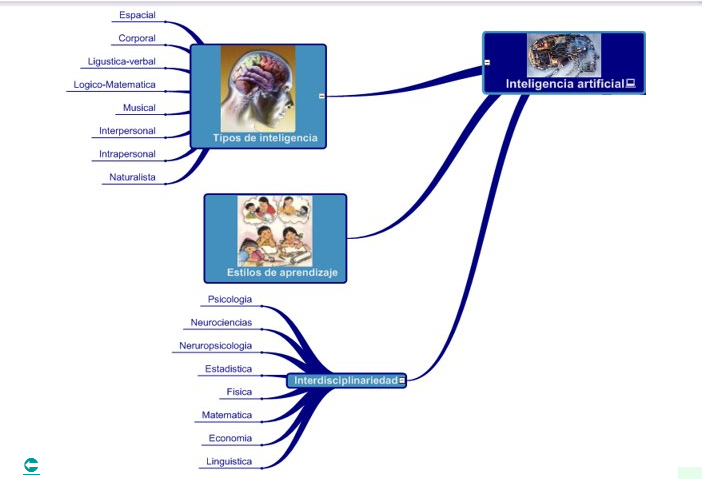 Espacial
Corporal
Ligustica-verbal
Logico-Matematica
Musical
Interpersonal
Intrapersonal
Naturalista
Tipos de inteligencia
Inteligencia artificial
Estilos de aprendizaje
Psicologia
Neurociencias
Neruropsicologia
Estadistica
Fisica
Matematica
Economia
Linguistica
Interdisciplinariedad